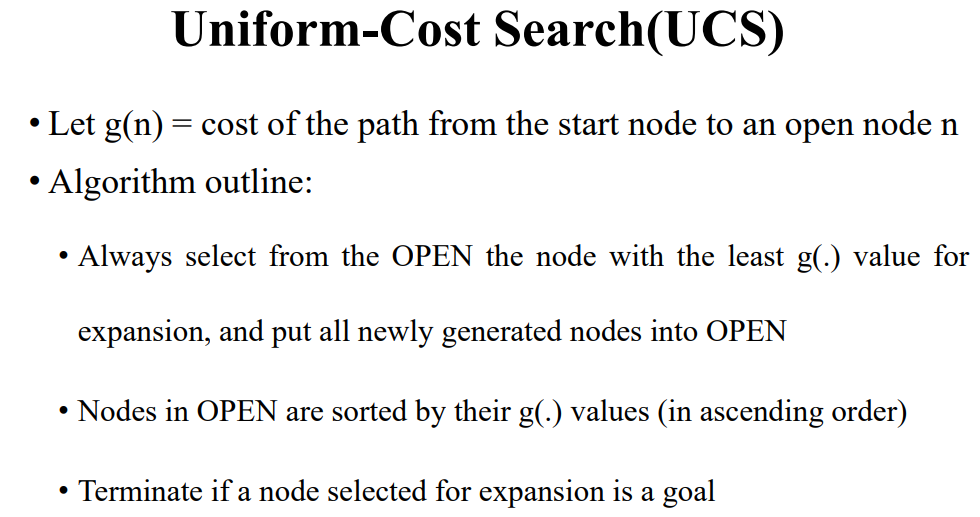 Uniform-Cost Search(UCS)
• Let g(n) = cost of the path from the start node to an open node n
• Algorithm outline:
• Always select from the OPEN the node with the least g(.) value for
expansion, and put all newly generated nodes into OPEN
• Nodes in OPEN are sorted by their g(.) values (in ascending order)
• Terminate if a node selected for expansion is a goal